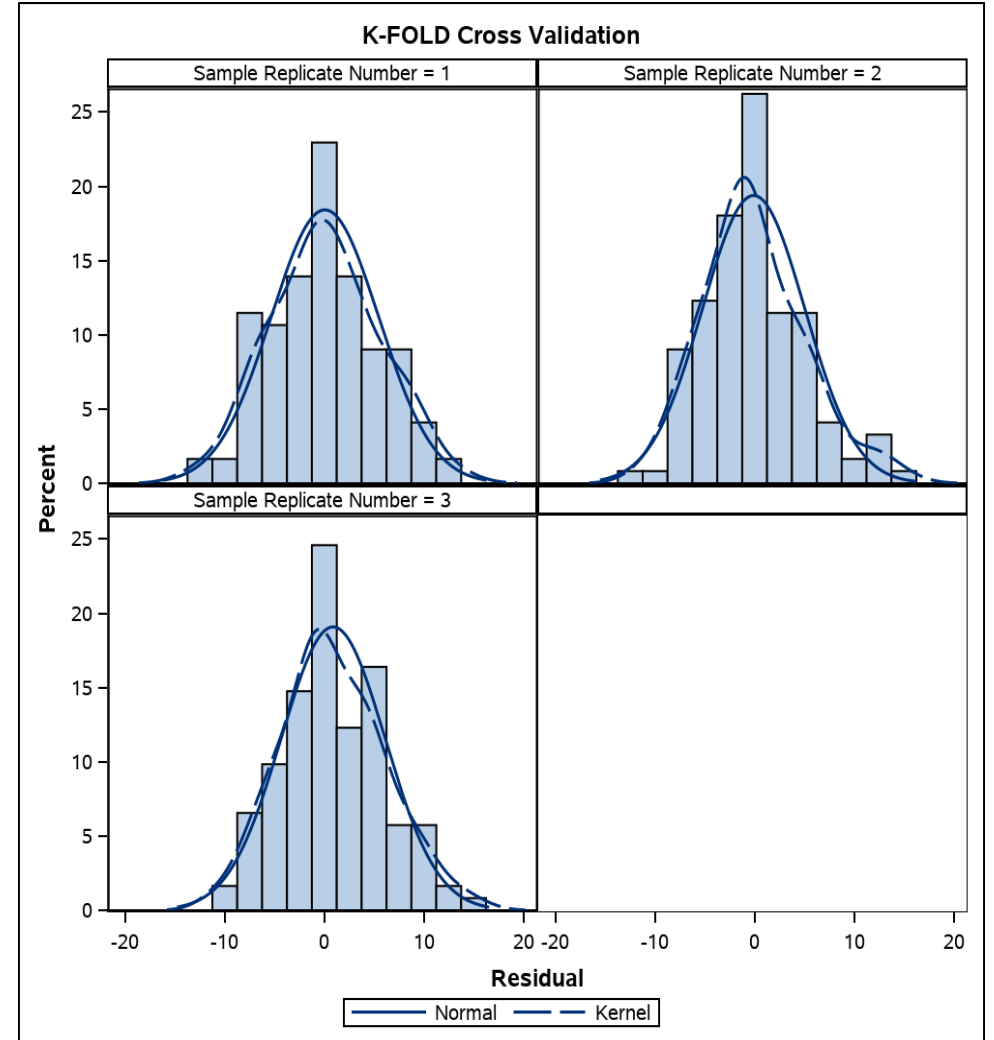 K-FOLD Cross Validation
Sample Replicate Number = 1
Sample Replicate Number = 2
25
20
15
10
5
0
Percent
Sample Replicate Number = 3
25
20
15
10
5
0
-20 -10 0 10 20 -20 -10 0 10 20
Residual
Normal Kernel